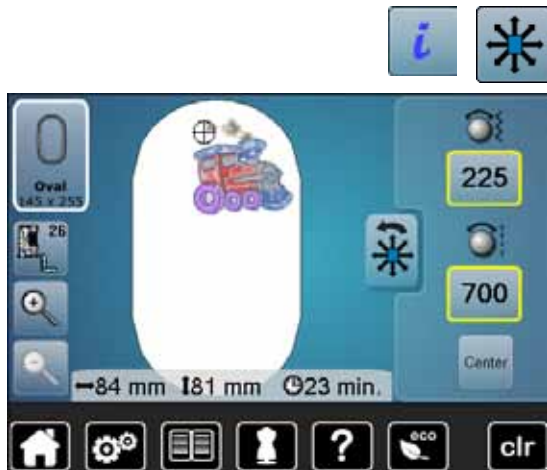 i
Oval
145 x 255
26
225
700
Center
84 mm 81 mm 23 min.
? eco clr